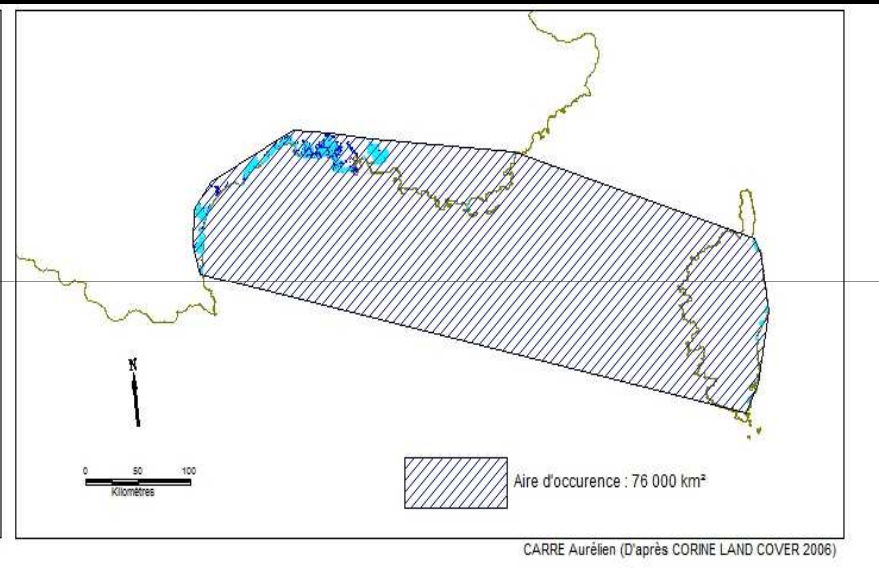 N
0 50 100
Kilomètres
Aire d'occurence : 76 000 km²
CARRE Aurélien (D'après CORINE LAND COVER 2006)